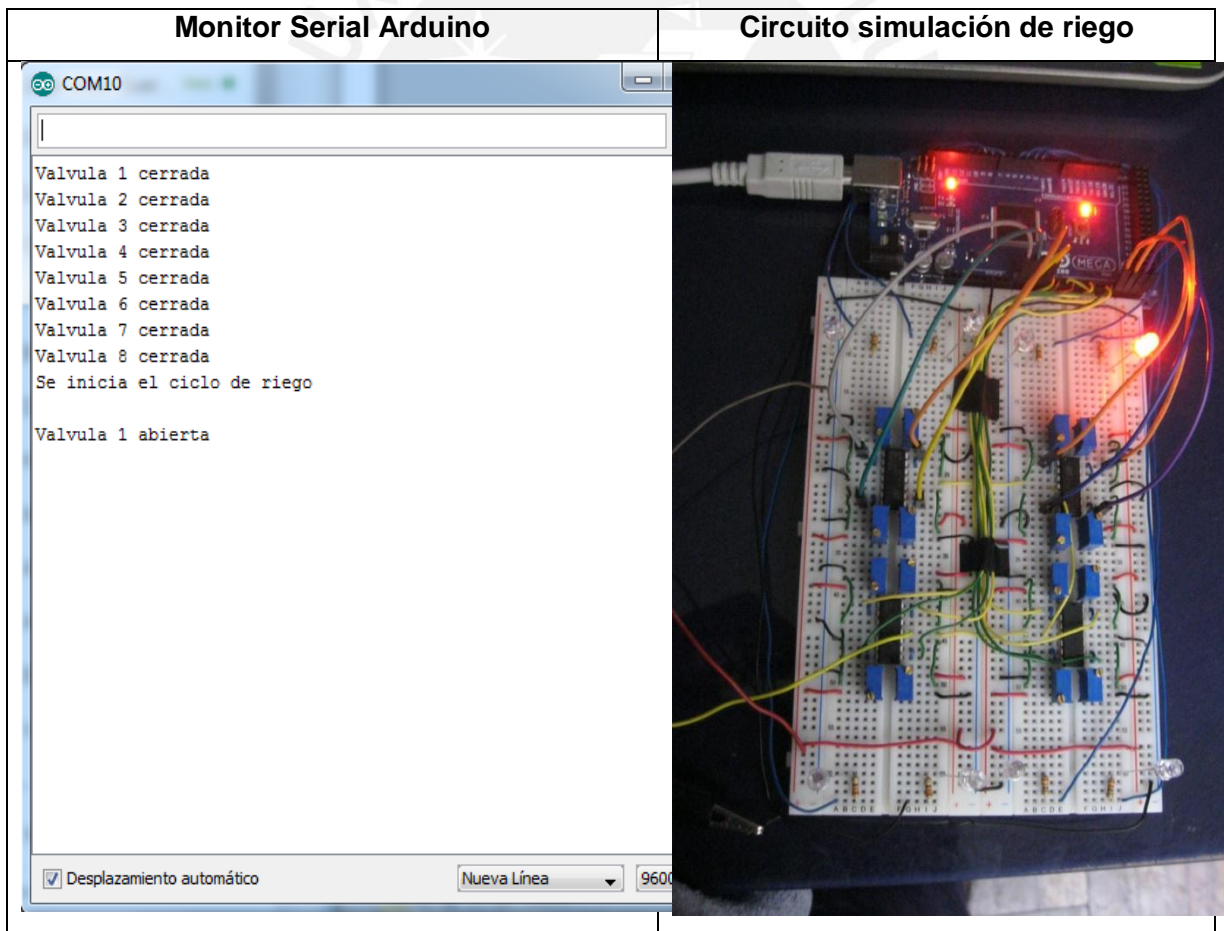 Monitor Serial Arduino
Circuito simulación de riego
COM10
Valvula 1 cerrada
Valvula 2 cerrada
Valvula 3 cerrada
Valvula 4 cerrada
Valvula 5 cerrada
Valvula 6 cerrada
Valvula 7 cerrada
Valvula 8 cerrada
Se inicia el ciclo de riego
Valvula 1 abierta
Desplazamiento automático
Nueva Línea
9600
MEGA
A B C D E
F G H I J
A B C D E
F G H I J